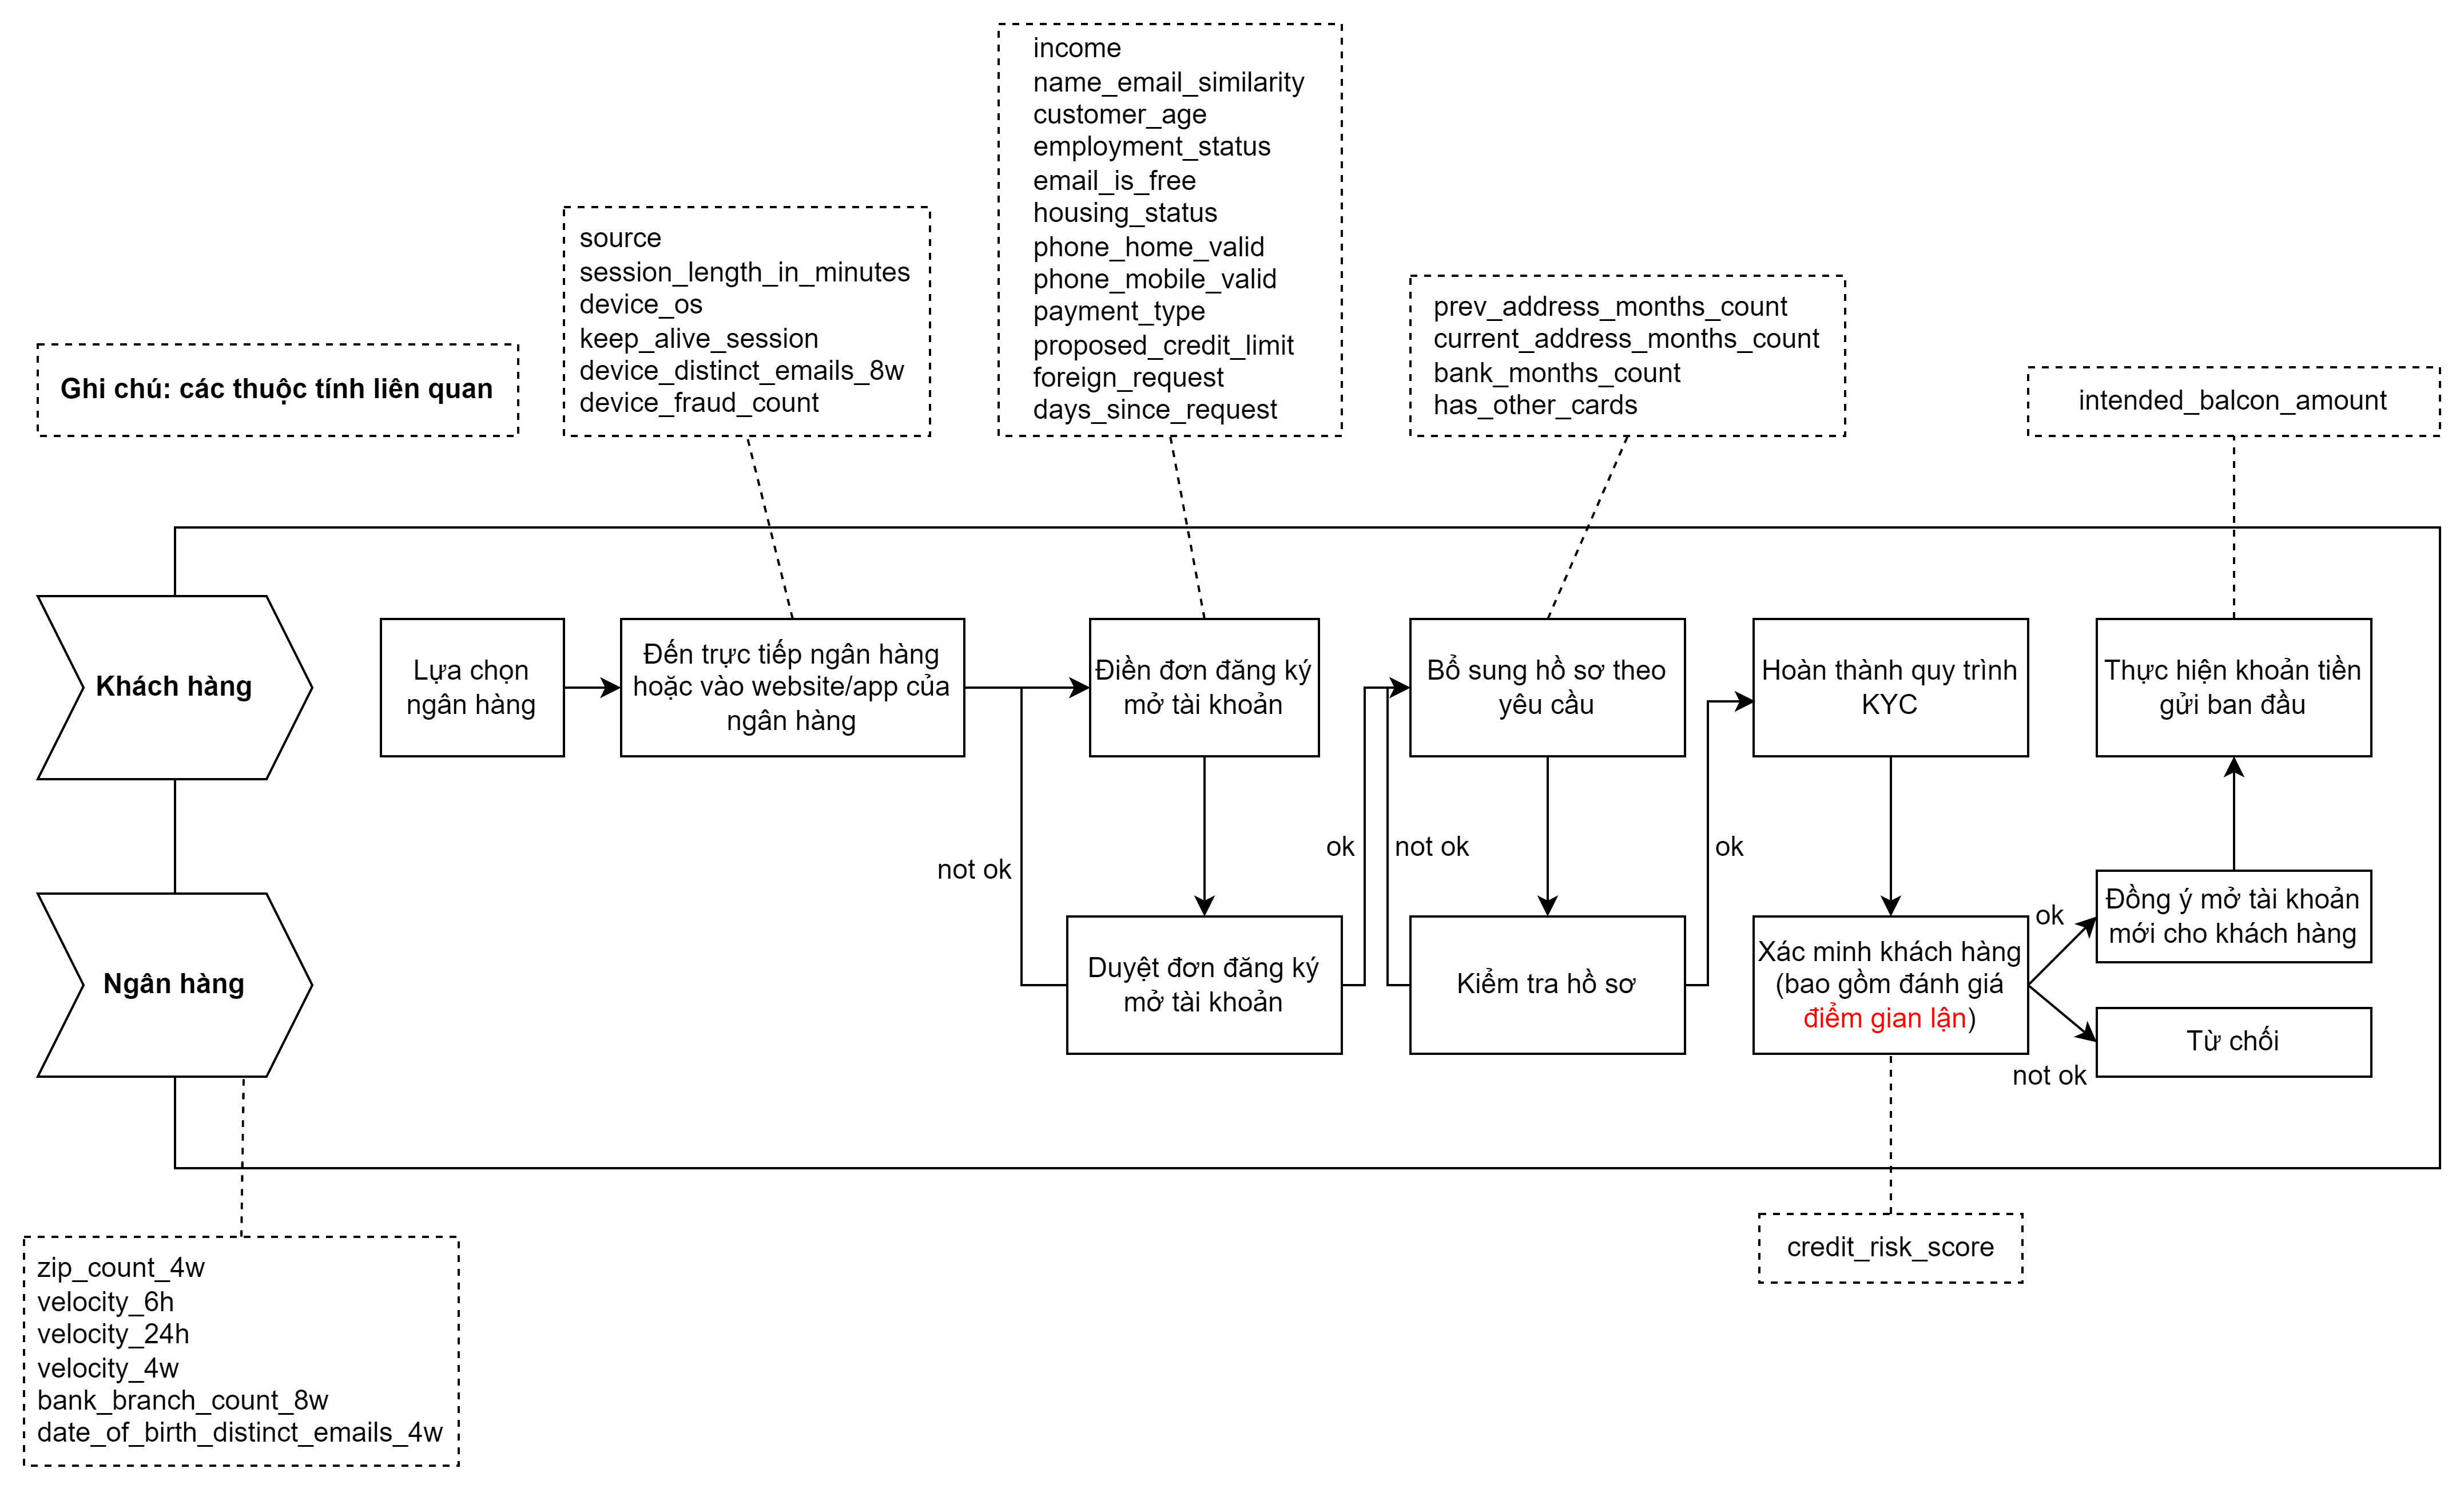 income
name_email_similarity
customer_age
employment_status
email_is_free
housing_status
phone_home_valid
phone_mobile_valid
payment_type
proposed_credit_limit
foreign_request
days_since_request
source
session_length_in_minutes
device_os
keep_alive_session
device_distinct_emails_8w
device_fraud_count
prev_address_months_count
current_address_months_count
bank_months_count
has_other_cards
Ghi chú: các thuộc tính liên quan
intended_balcon_amount
Khách hàng
Lựa chọn
ngân hàng
Đến trực tiếp ngân hàng
hoặc vào website/app của
ngân hàng
Điền đơn đăng ký
mở tài khoản
Bổ sung hồ sơ theo
yêu cầu
Hoàn thành quy trình
KYC
Thực hiện khoản tiền
gửi ban đầu
not ok
ok
not ok
ok
Ngân hàng
Duyệt đơn đăng ký
mở tài khoản
Kiểm tra hồ sơ
Xác minh khách hàng
(bao gồm đánh giá
điểm gian lận)
ok
Đồng ý mở tài khoản
mới cho khách hàng
not ok
Từ chối
zip_count_4w
velocity_6h
velocity_24h
velocity_4w
bank_branch_count_8w
date_of_birth_distinct_emails_4w
credit_risk_score